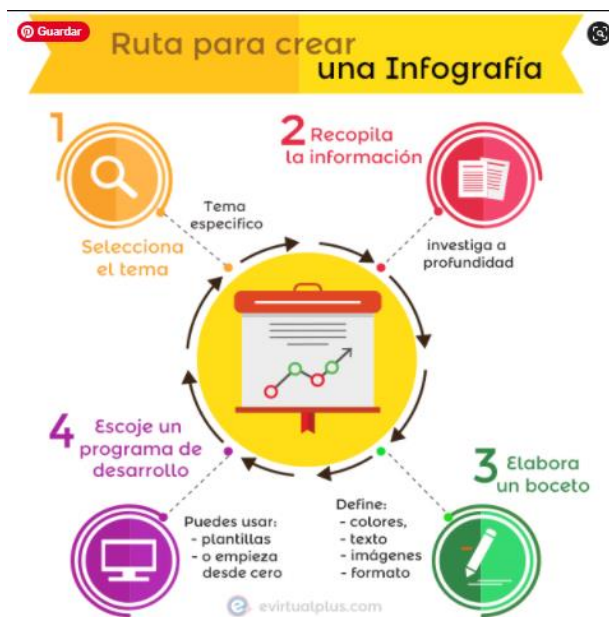 Guardar
Ruta para crear
una Infografía
1
Selecciona
el tema
Tema
especifico
2 Recopila
la información
investiga a
profundidad
3 Elabora
un boceto
Define:
- colores,
- texto
- imágenes
- formato
4 Escoje un
programa de
desarrollo
Puedes usar:
- plantillas
- o empieza
desde cero
e evirtualplus.com